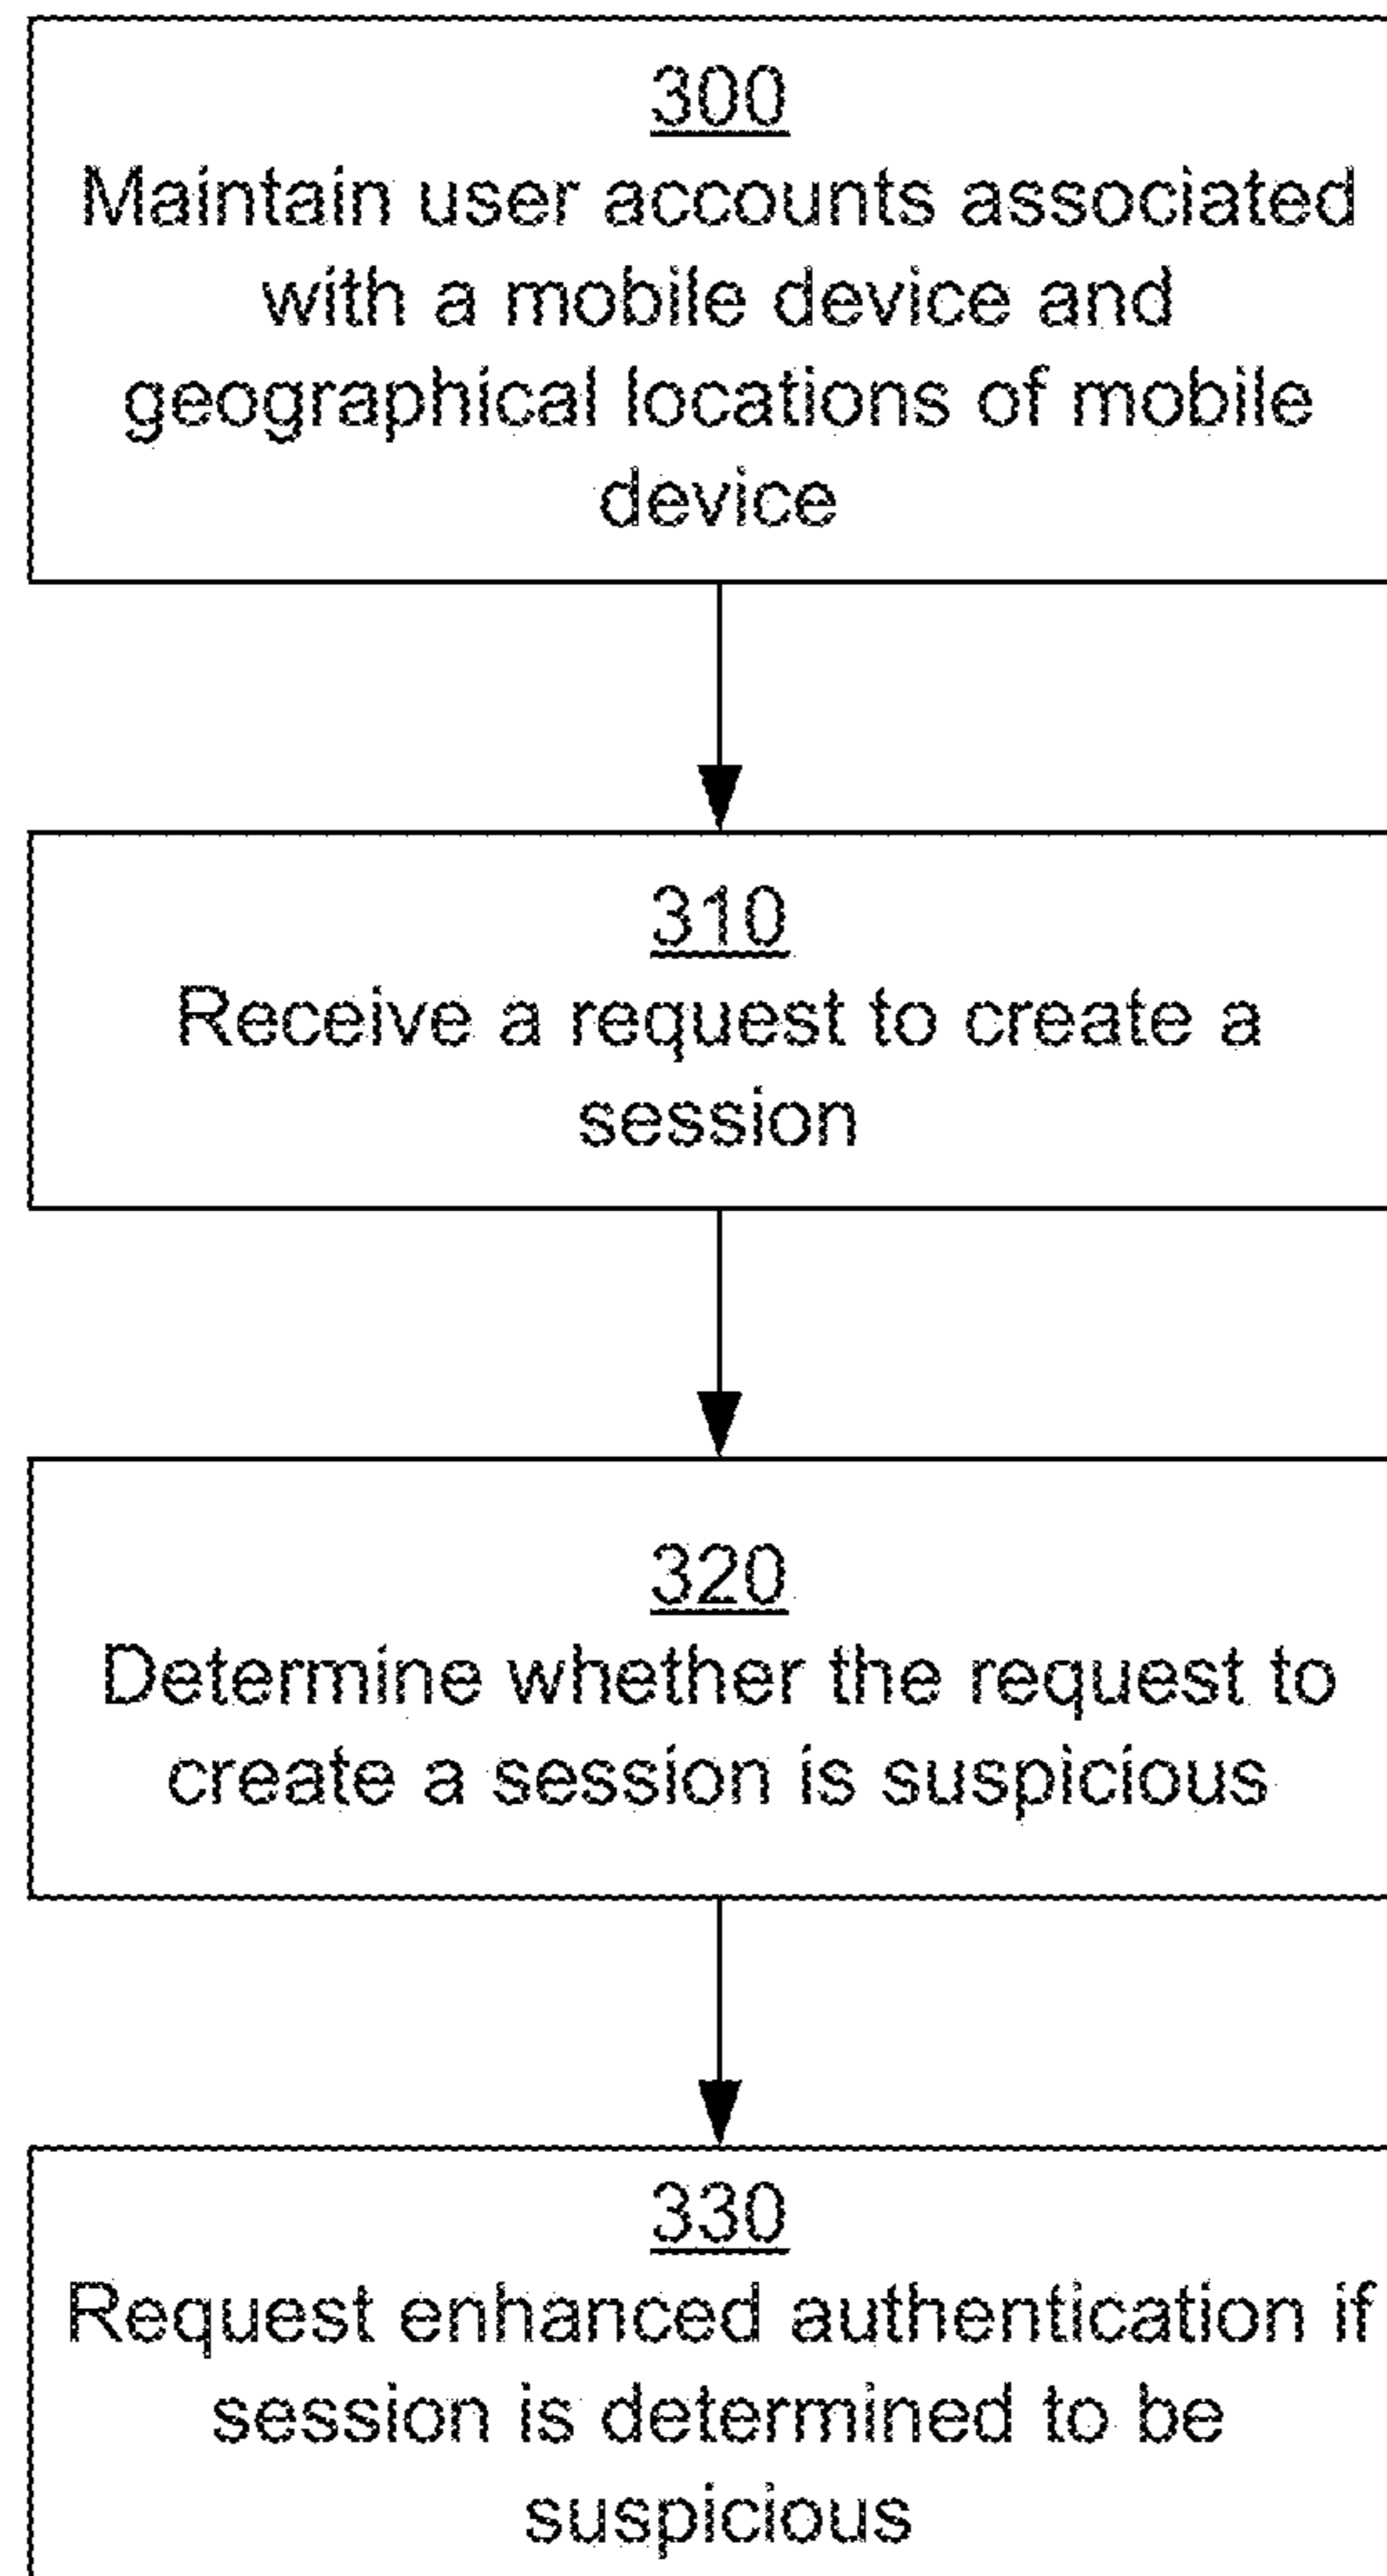 300
Maintain user accounts associated
with a mobile device and
geographical locations of mobile
device
310
Receive a request to create a
session
320
Determine whether the request to
create a session is suspicious
330
Request enhanced authentication if
session is determined to be
suspicious